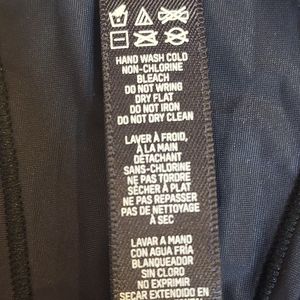 HAND WASH COLD
NON-CHLORINE
BLEACH
DO NOT WRING
DRY FLAT
DO NOT IRON
DO NOT DRY CLEAN
LAVER À FROID,
À LA MAIN
DÉTACHANT
SANS-CHLORINE
NE PAS TORDRE
SÉCHER À PLAT
NE PAS REPASSER
PAS DE NETTOYAGE
À SEC
LAVAR A MANO
CON AGUA FRÍA
BLANQUEADOR
SIN CLORO
NO EXPRIMIR
SECAR EXTENDIDO EN